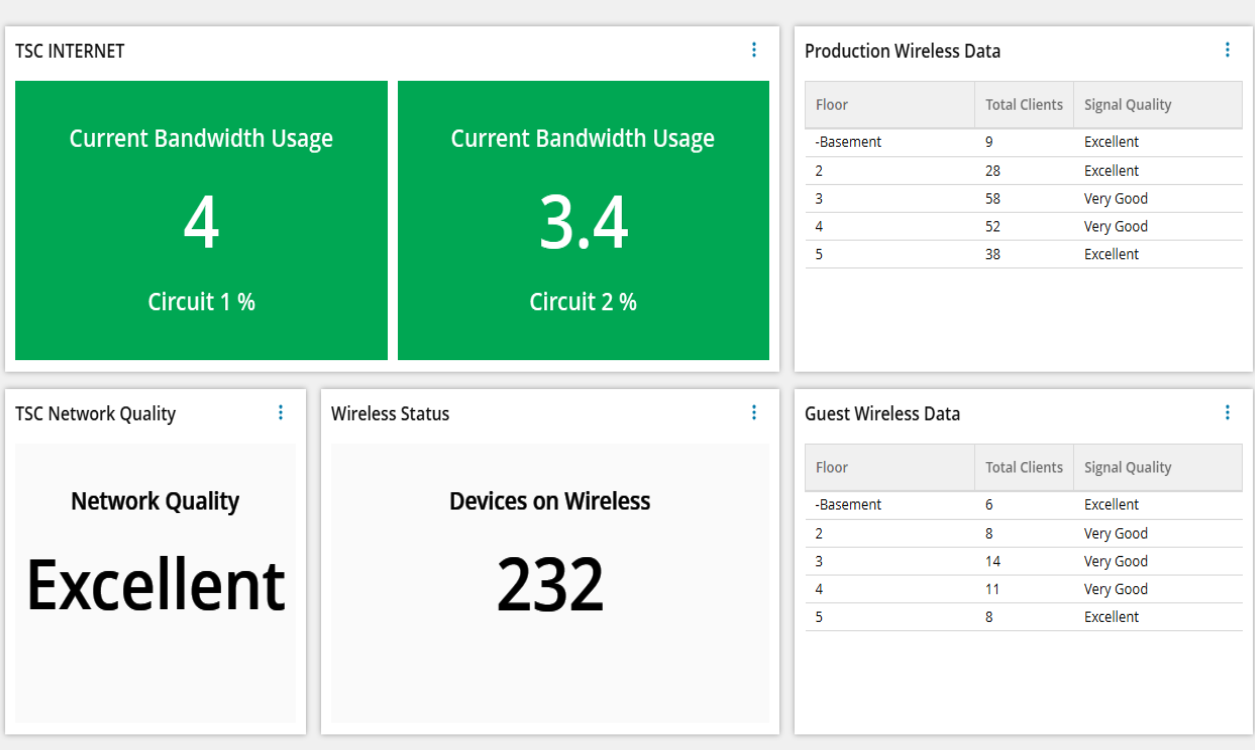 TSC INTERNET
Current Bandwidth Usage
4
Circuit 1 %
Current Bandwidth Usage
3.4
Circuit 2 %
Production Wireless Data
Floor Total Clients Signal Quality
-Basement 9 Excellent
2 28 Excellent
3 58 Very Good
4 52 Very Good
5 38 Excellent
TSC Network Quality
Network Quality
Excellent
Wireless Status
Devices on Wireless
232
Guest Wireless Data
Floor Total Clients Signal Quality
-Basement 6 Excellent
2 8 Very Good
3 14 Very Good
4 11 Very Good
5 8 Excellent